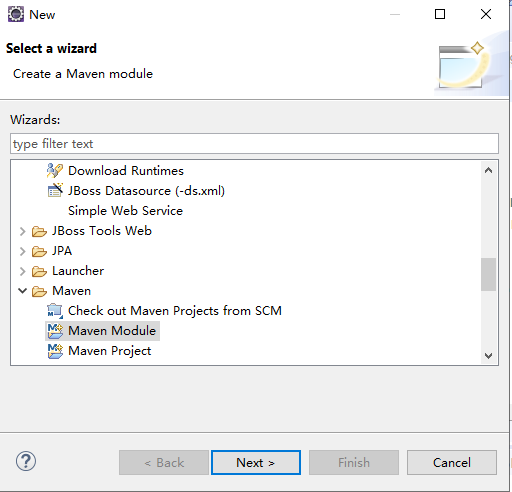 New
Select a wizard
Create a Maven module
Wizards:
type filter text
Download Runtimes
JBoss Datasource (-ds.xml)
Simple Web Service
JBoss Tools Web
JPA
Launcher
Maven
Check out Maven Projects from SCM
Maven Module
Maven Project
< Back
Next >
Finish
Cancel